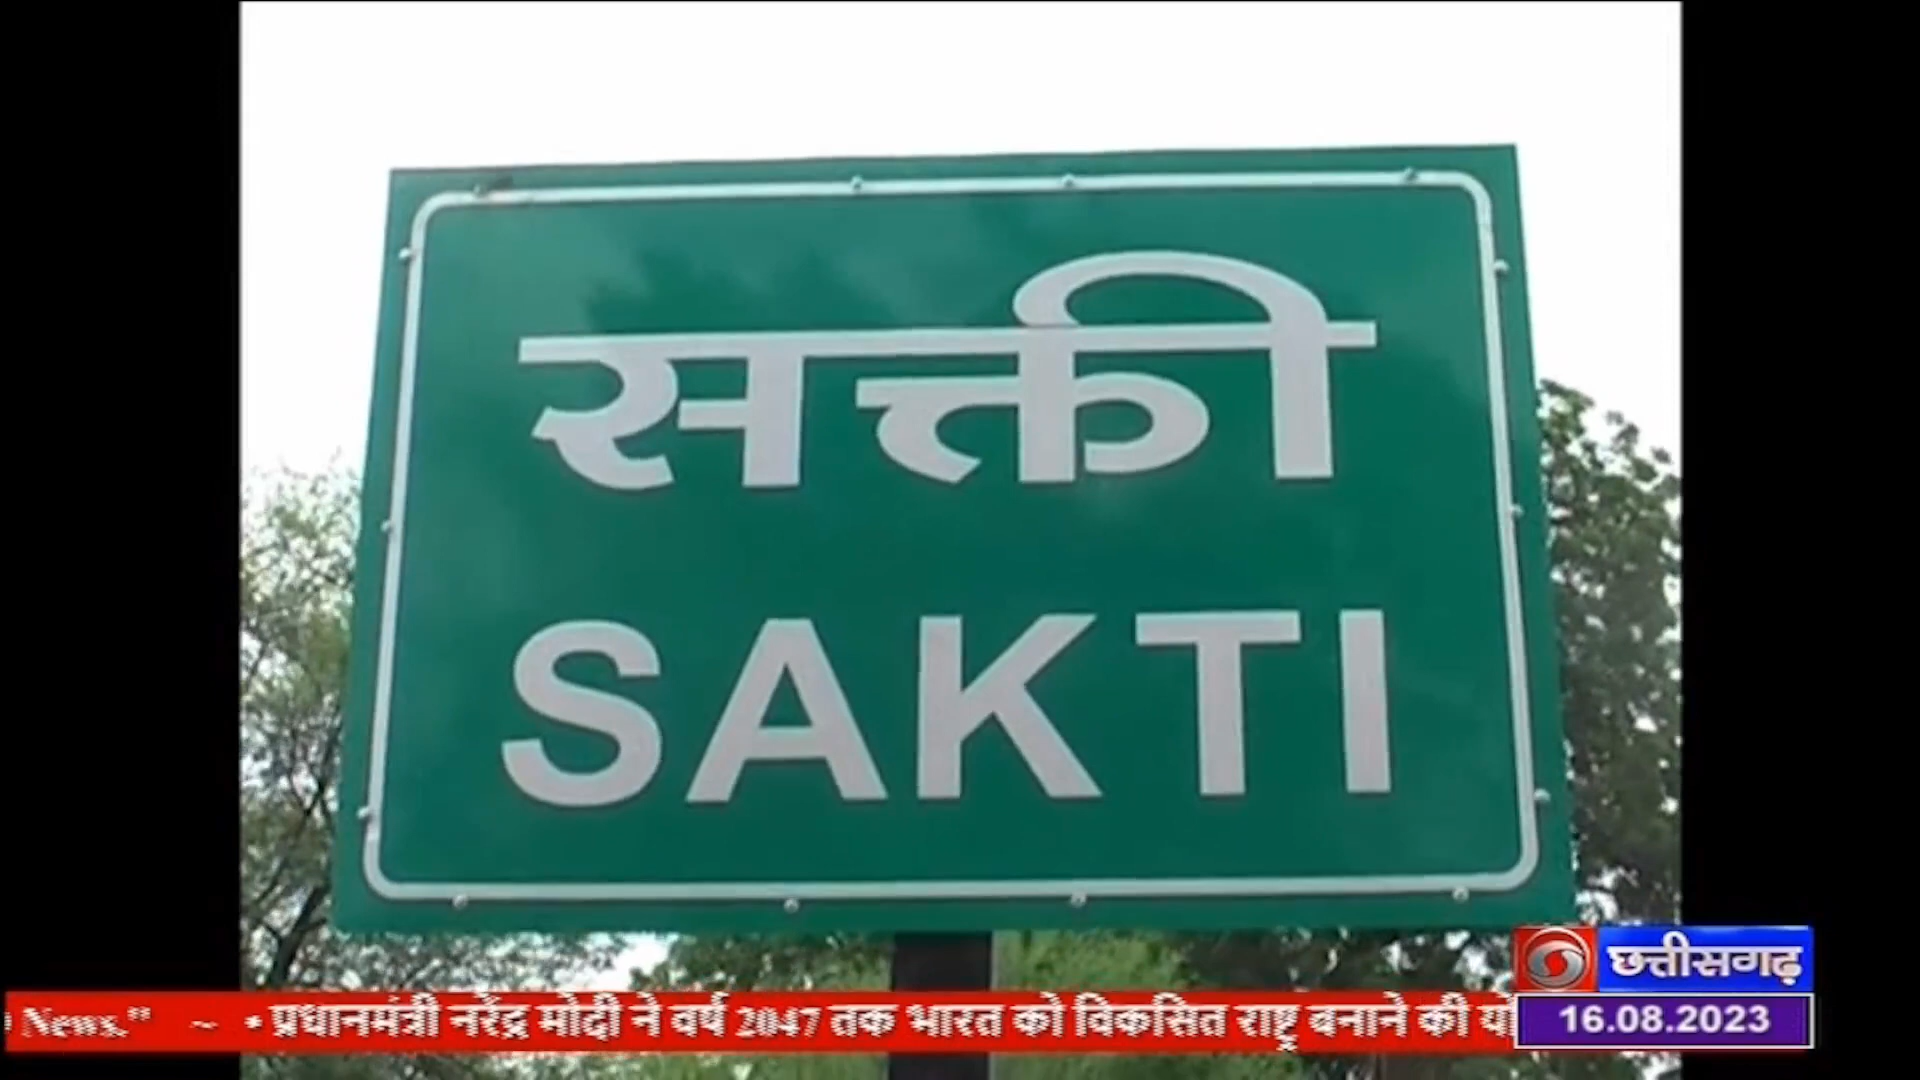 सक्ती
SAKTI
छत्तीसगढ़
News." ~ • प्रधानमंत्री नरेंद्र मोदी ने वर्ष 2047 तक भारत को विकसित राष्ट्र बनाने की
16.08.2023